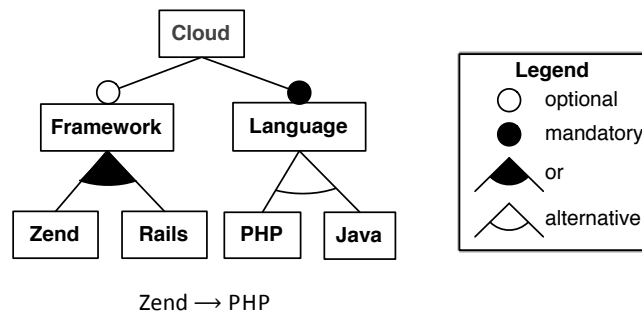 Cloud
Framework
Language
Zend
Rails
PHP
Java
Zend → PHP
Legend
optional
mandatory
or
alternative